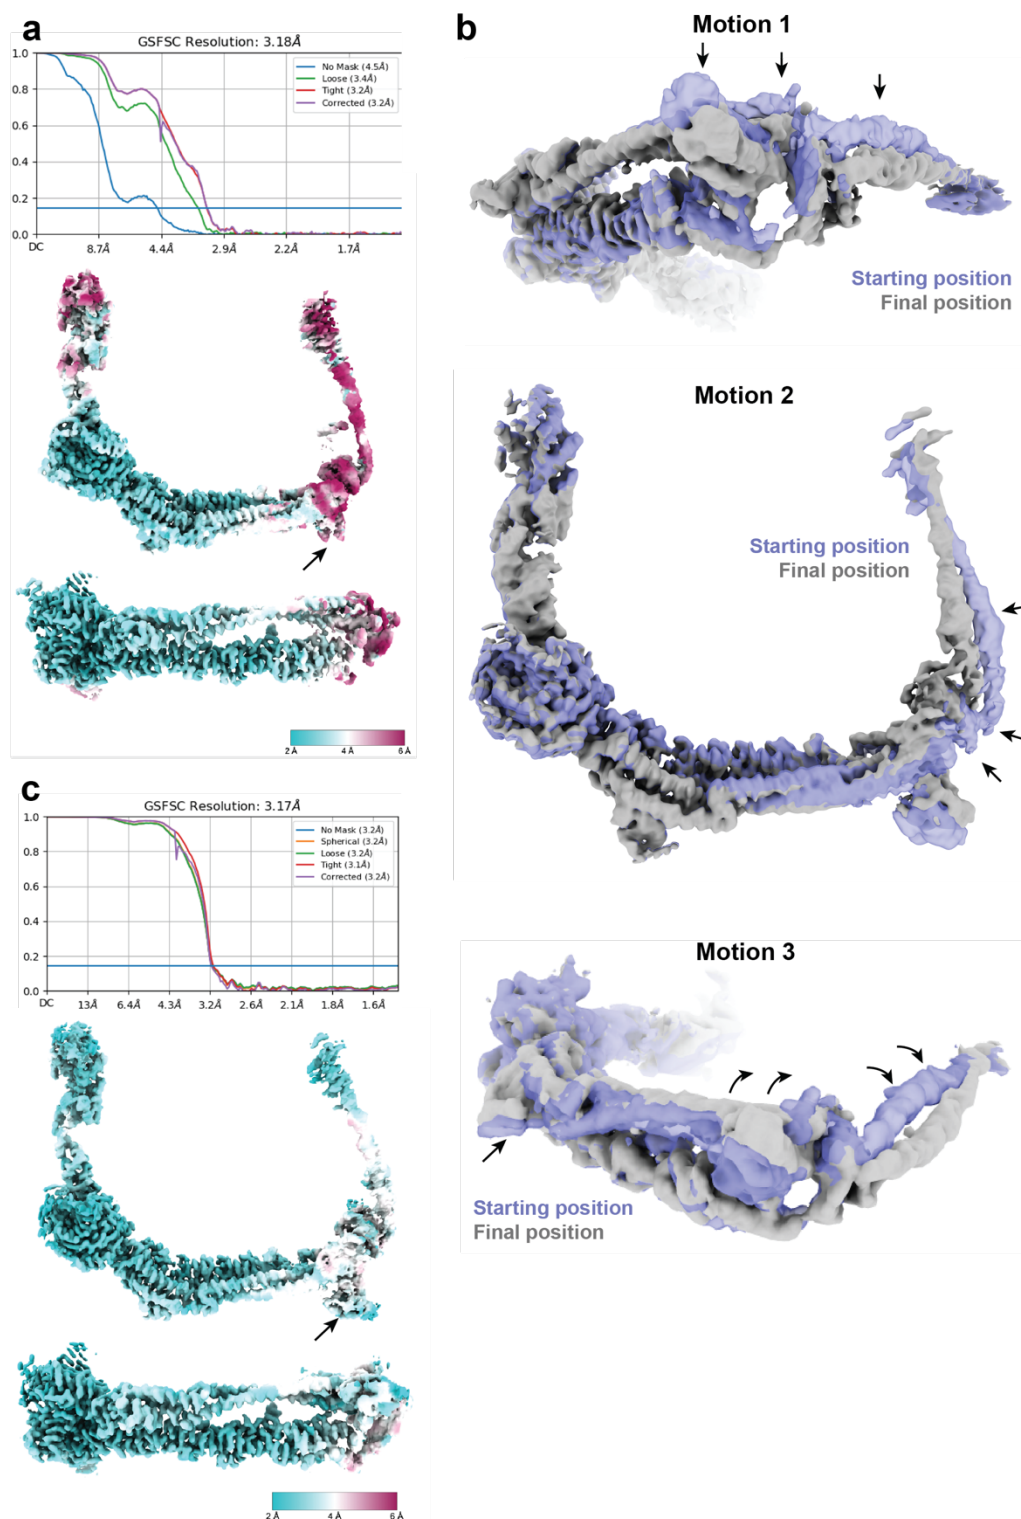 a
GSFSC Resolution: 3.18Å
No Mask (4.5Å)
Loose (3.4Å)
Tight (3.2Å)
Corrected (3.2Å)
1.0
0.8
0.6
0.4
0.2
0.0
DC 8.7Å 4.4Å 2.9Å 2.2Å 1.7Å
2 Å 4 Å 6 Å
b
Motion 1
Starting position
Final position
Motion 2
Starting position
Final position
Motion 3
Starting position
Final position
c
GSFSC Resolution: 3.17Å
No Mask (3.2Å)
Spherical (3.2Å)
Loose (3.2Å)
Tight (3.1Å)
Corrected (3.2Å)
1.0
0.8
0.6
0.4
0.2
0.0
DC 13Å 6.4Å 4.3Å 3.2Å 2.6Å 2.1Å 1.8Å 1.6Å
2 Å 4 Å 6 Å